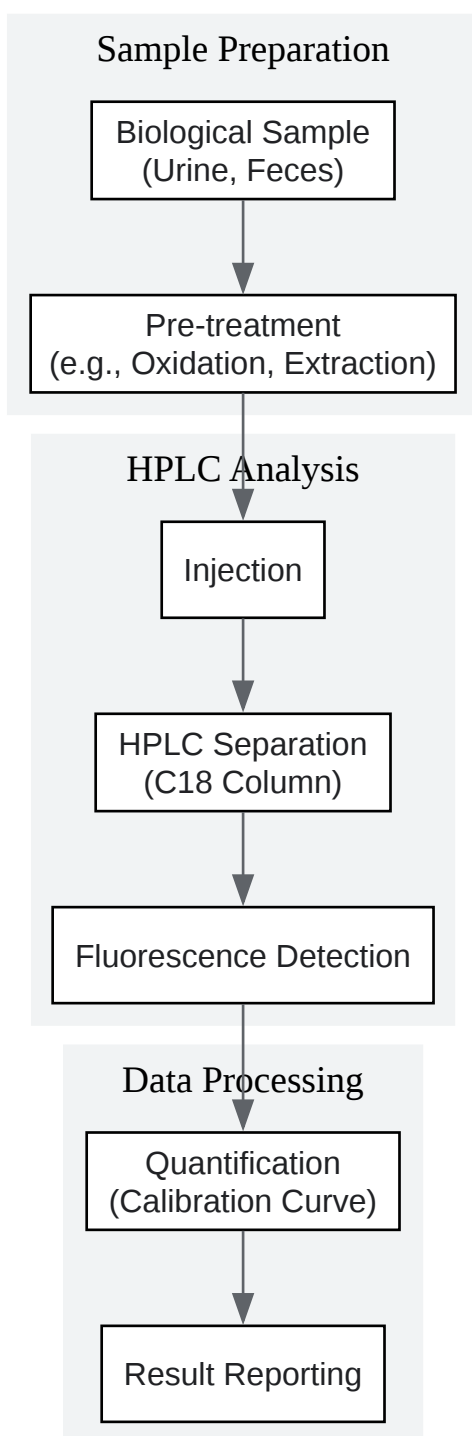 Sample Preparation
Biological Sample
(Urine, Feces)
Pre-treatment
(e.g., Oxidation, Extraction)
HPLC Analysis
Injection
HPLC Separation
(C18 Column)
Fluorescence Detection
Data Processing
Quantification
(Calibration Curve)
Result Reporting